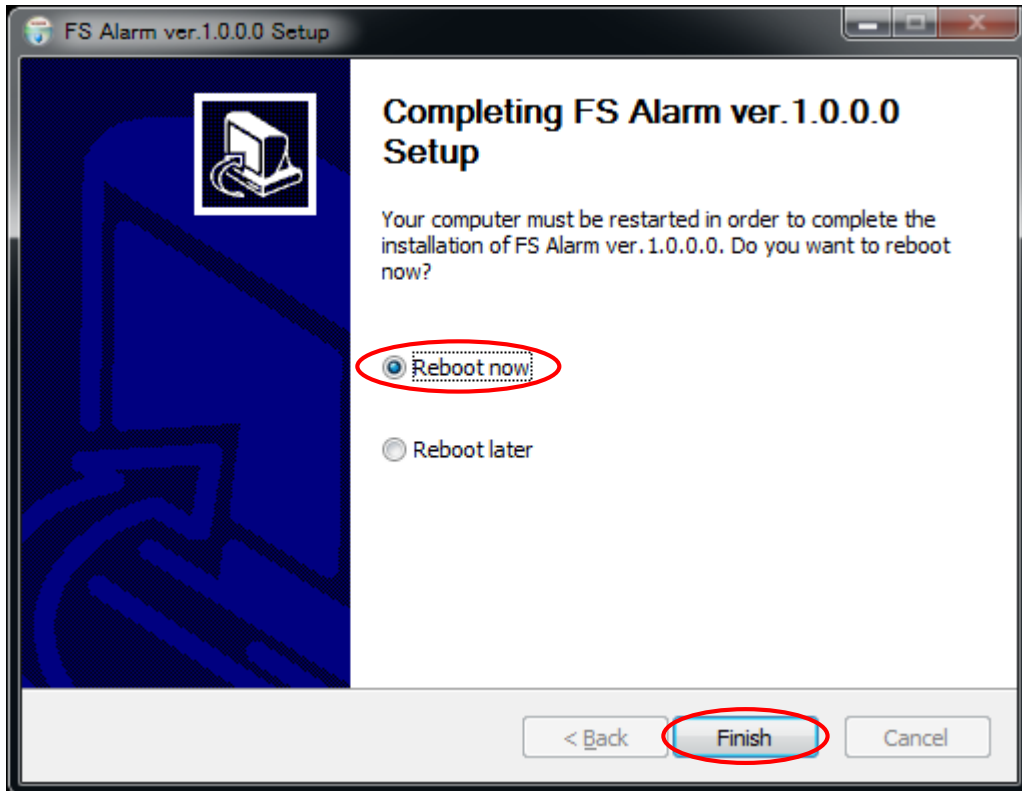 FS Alarm ver.1.0.0.0 Setup
Completing FS Alarm ver.1.0.0.0
Setup
Your computer must be restarted in order to complete the
installation of FS Alarm ver.1.0.0.0. Do you want to reboot
now?
Reboot now
Reboot later
< Back Finish Cancel